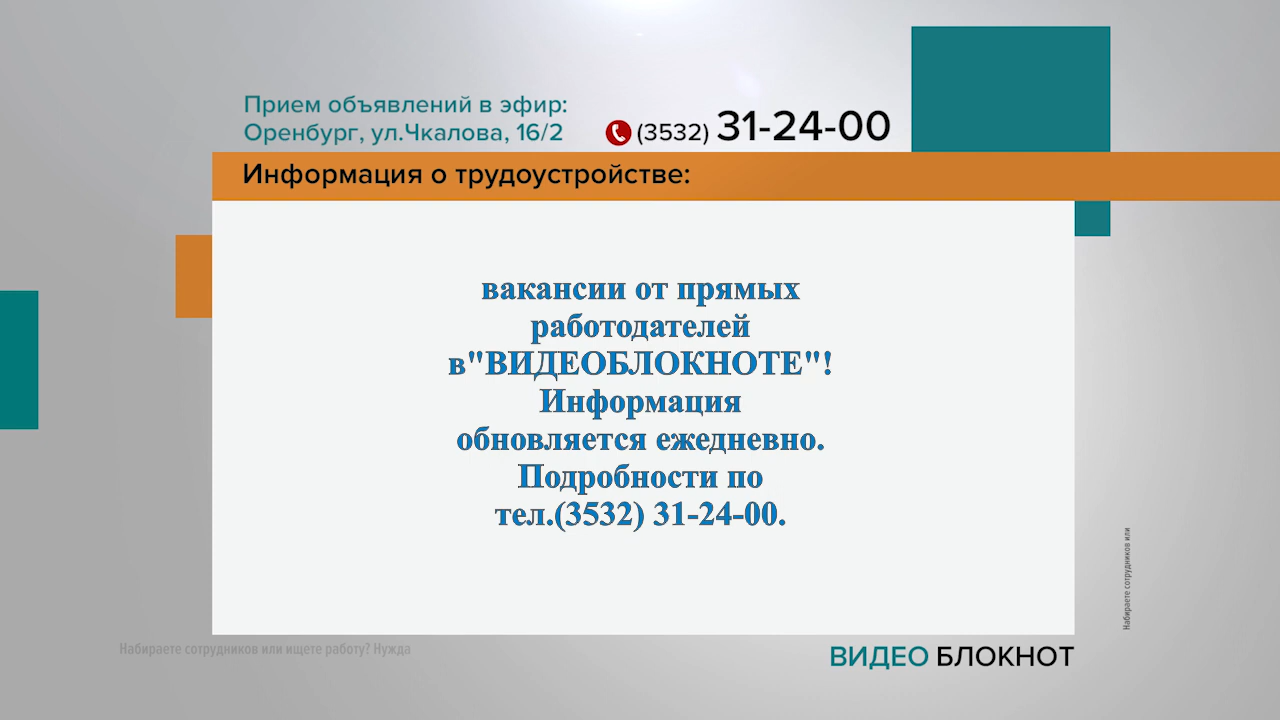 Прием объявлений в эфир:
Оренбург, ул.Чкалова, 16/2
(3532) 31-24-00
Информация о трудоустройстве:
вакансии от прямых
работодателей
в"ВИДЕОБЛОКНОТЕ"!
Информация
обновляется ежедневно.
Подробности по
тел.(3532) 31-24-00.
Набираете сотрудников или
Набираете сотрудников или ищете работу? Нужда
ВИДЕО БЛОКНОТ